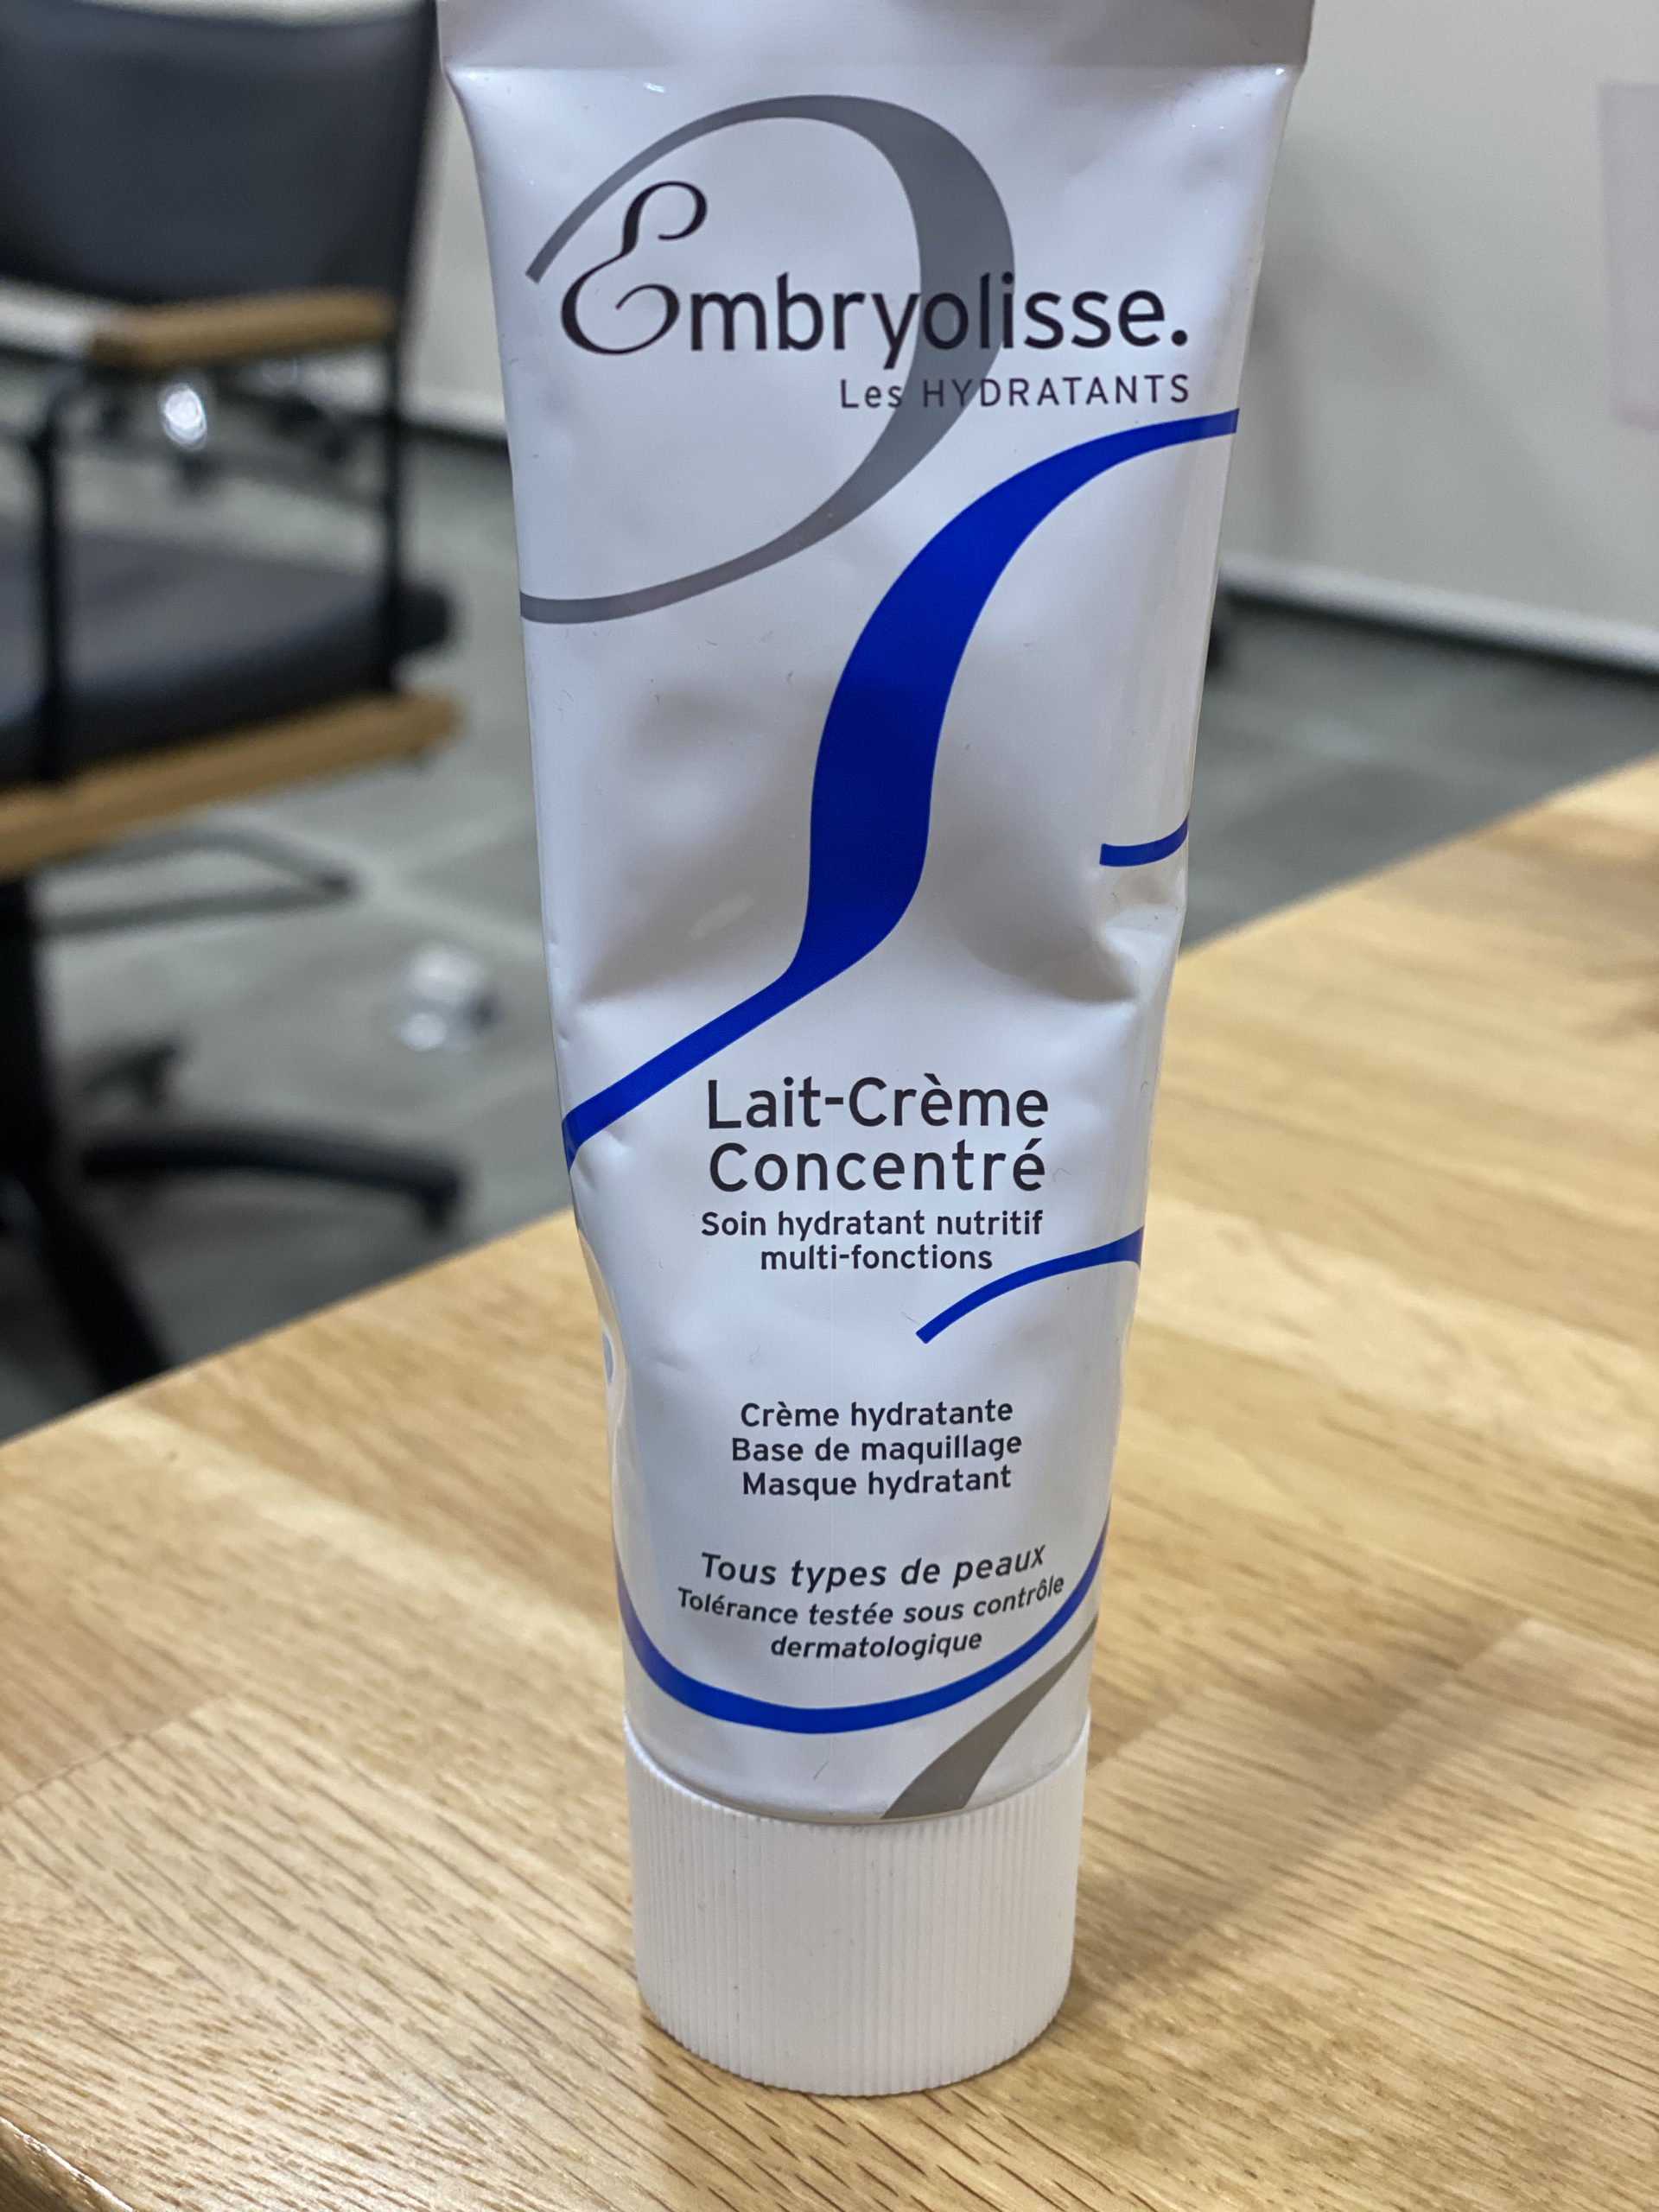 Embryolisse.
Les HYDRATANTS
Lait-Crème
Concentré
Soin hydratant nutritif
multi-fonctions
Crème hydratante
Base de maquillage
Masque hydratant
Tous types de peaux
Tolérance testée sous contrôle
dermatologique